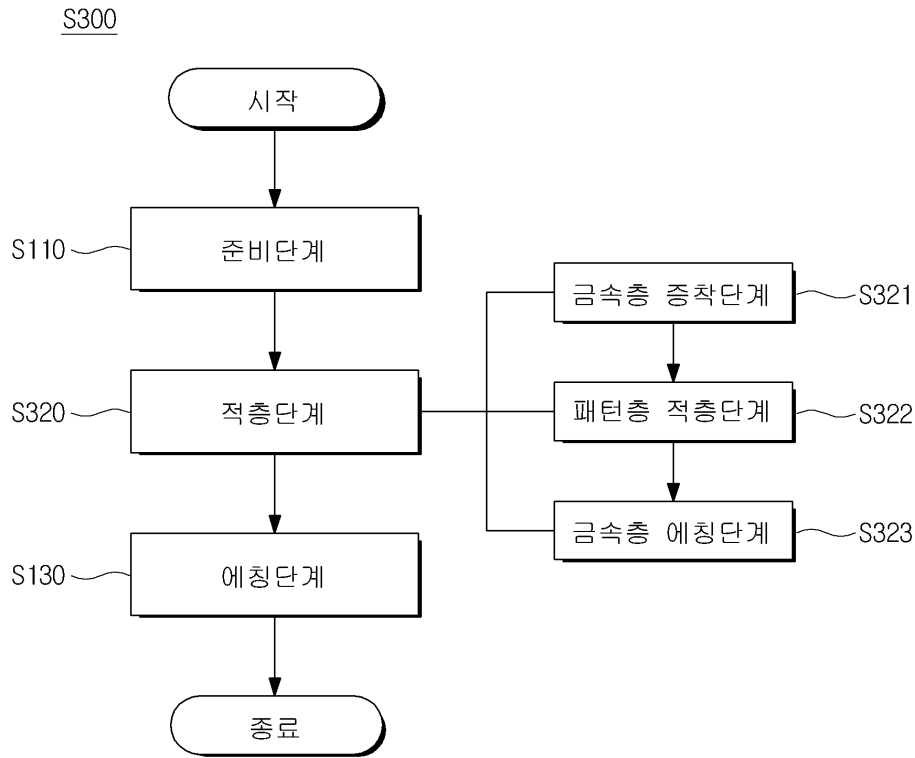 S300
시작
S110
준비단계
금속층 증착단계
S321
S320
적층단계
패턴층 적층단계
S322
금속층 에칭단계
S323
S130
에칭단계
종료